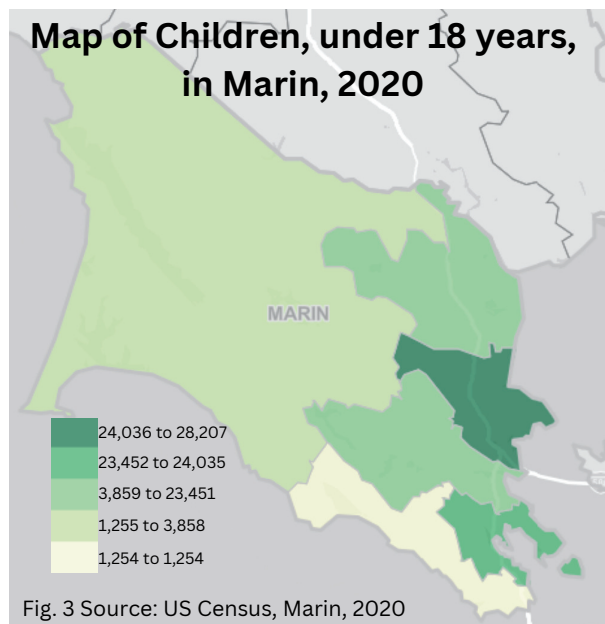 Map of Children, under 18 years,
in Marin, 2020
MARIN
24,036 to 28,207
23,452 to 24,035
3,859 to 23,451
1,255 to 3,858
1,254 to 1,254
Fig. 3 Source: US Census, Marin, 2020